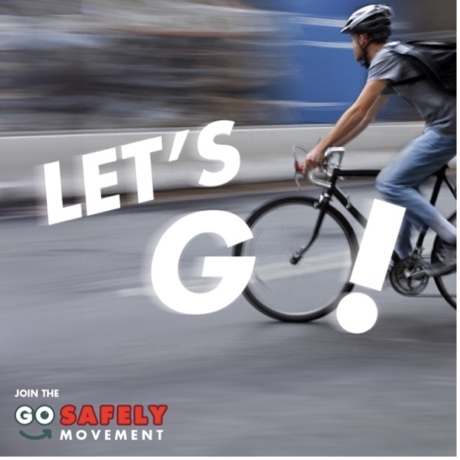 LET'S
GO!
JOIN THE
GO SAFELY
MOVEMENT